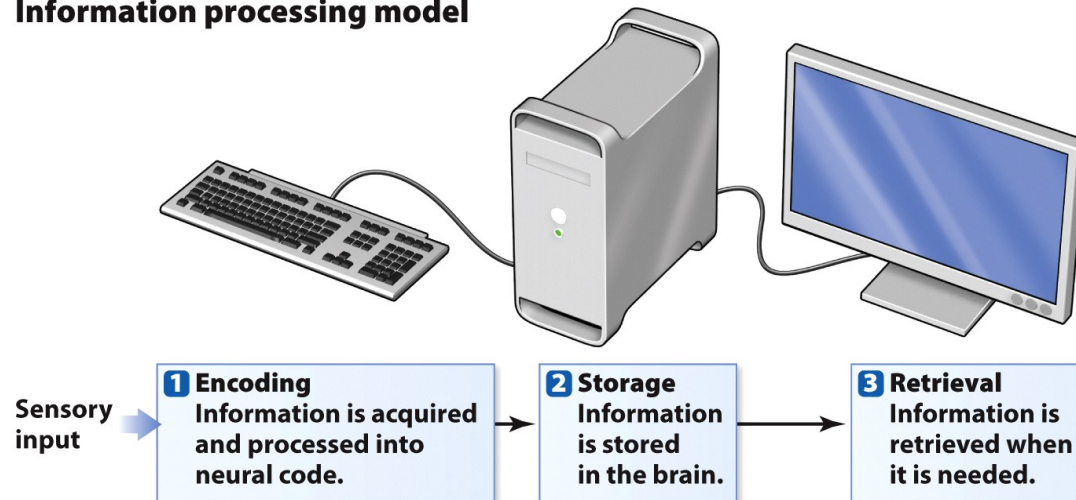 Information processing model
Sensory
input
1 Encoding
Information is acquired
and processed into
neural code.
2 Storage
Information
is stored
in the brain.
3 Retrieval
Information is
retrieved when
it is needed.